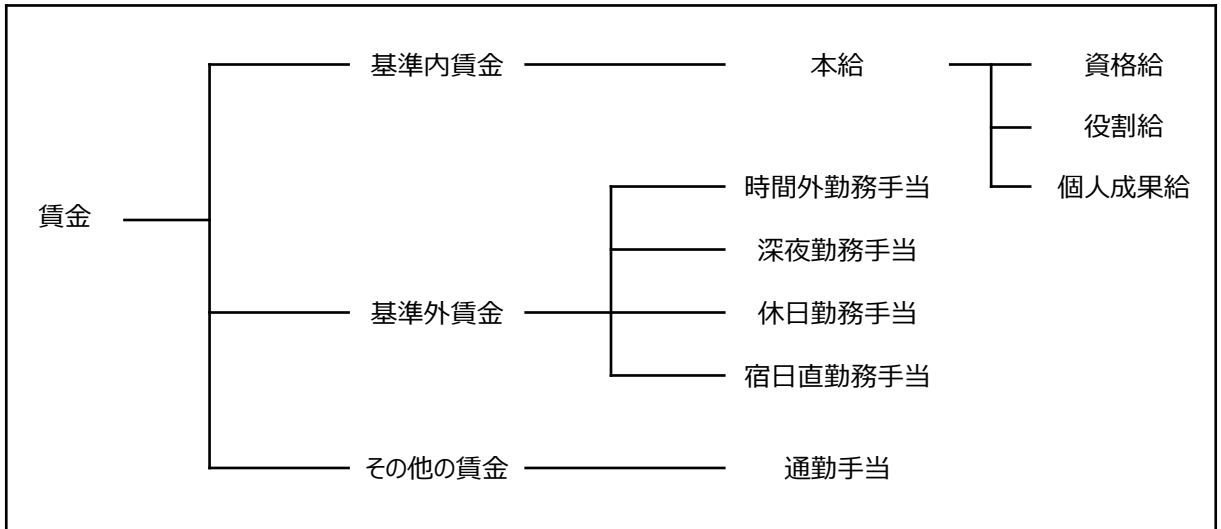 基準内賃金 本給 資格給
役割給
時間外勤務手当 個人成果給
賃金
深夜勤務手当
基準外賃金 休日勤務手当
宿日直勤務手当
その他の賃金 通勤手当